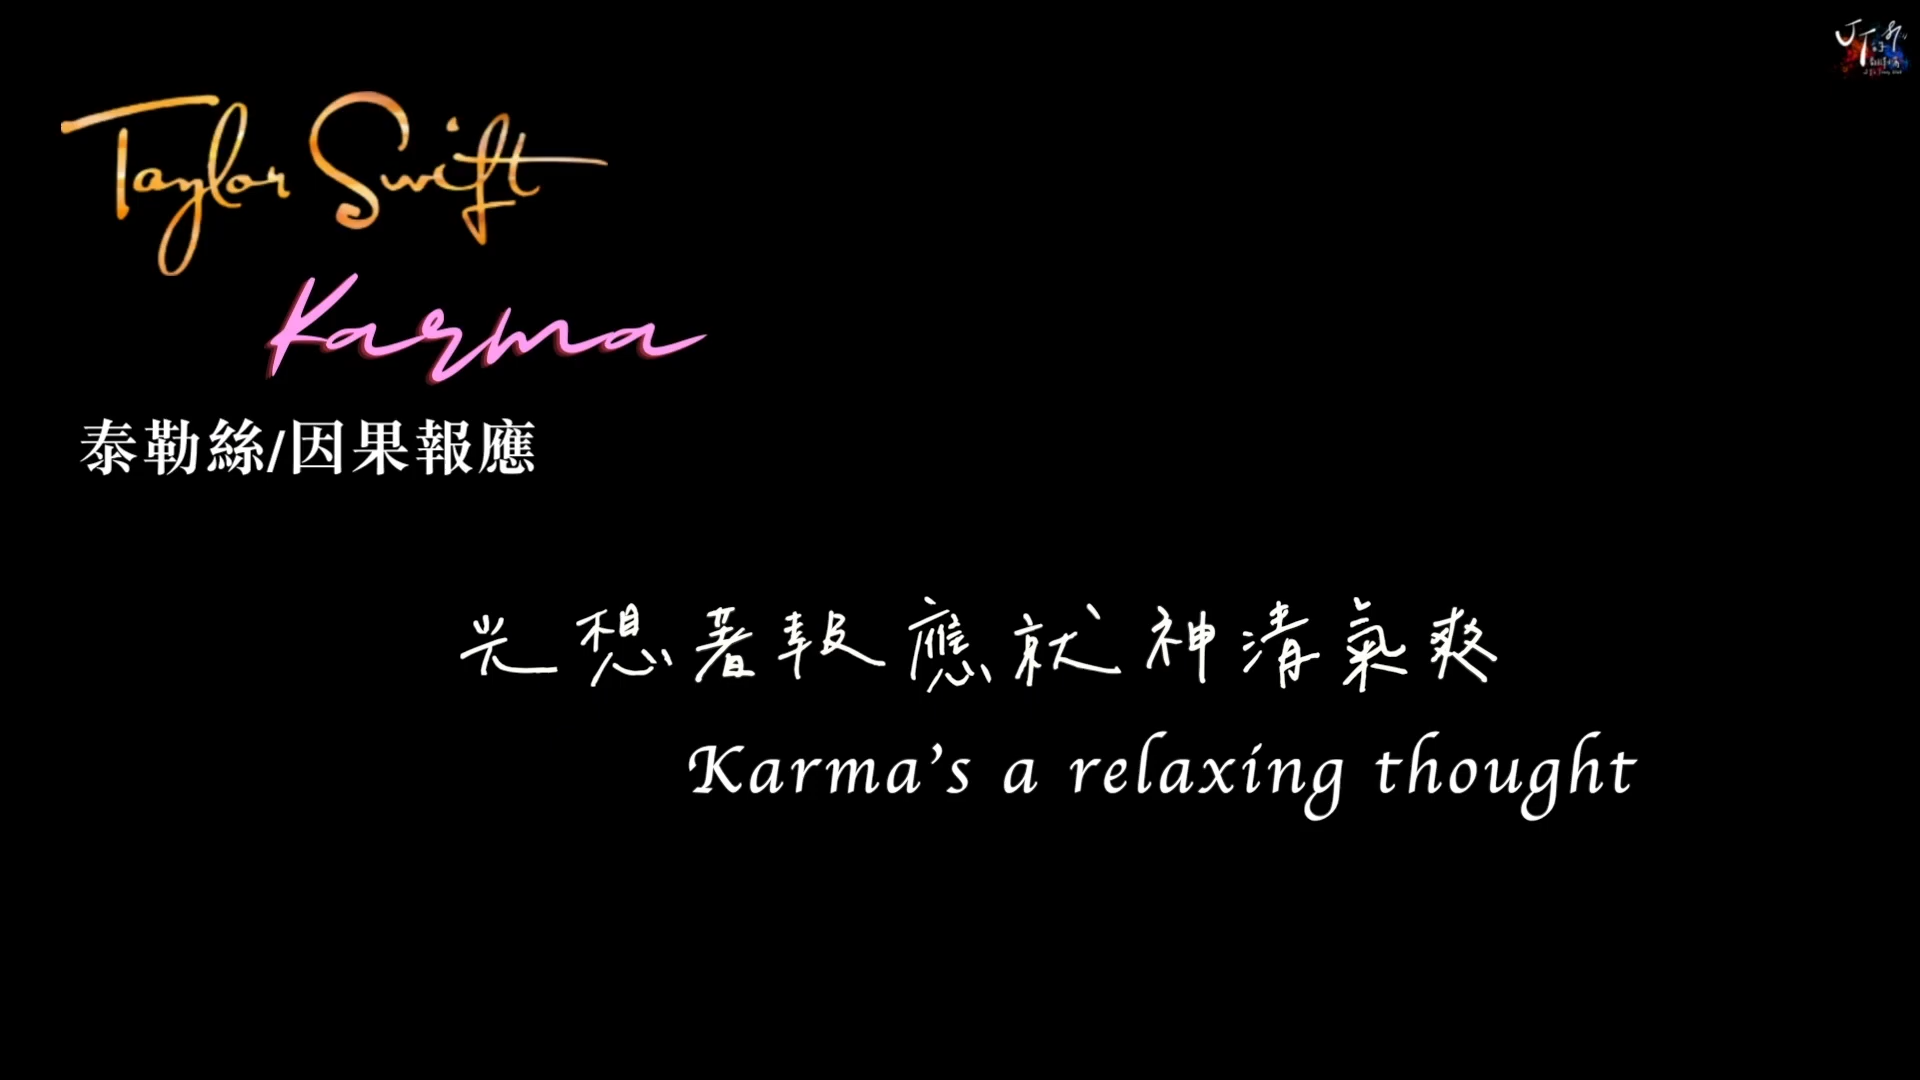 Taylor Swift
Karma
泰勒絲/因果報應
光想著報應就神清氣爽
Karma's a relaxing thought
JT